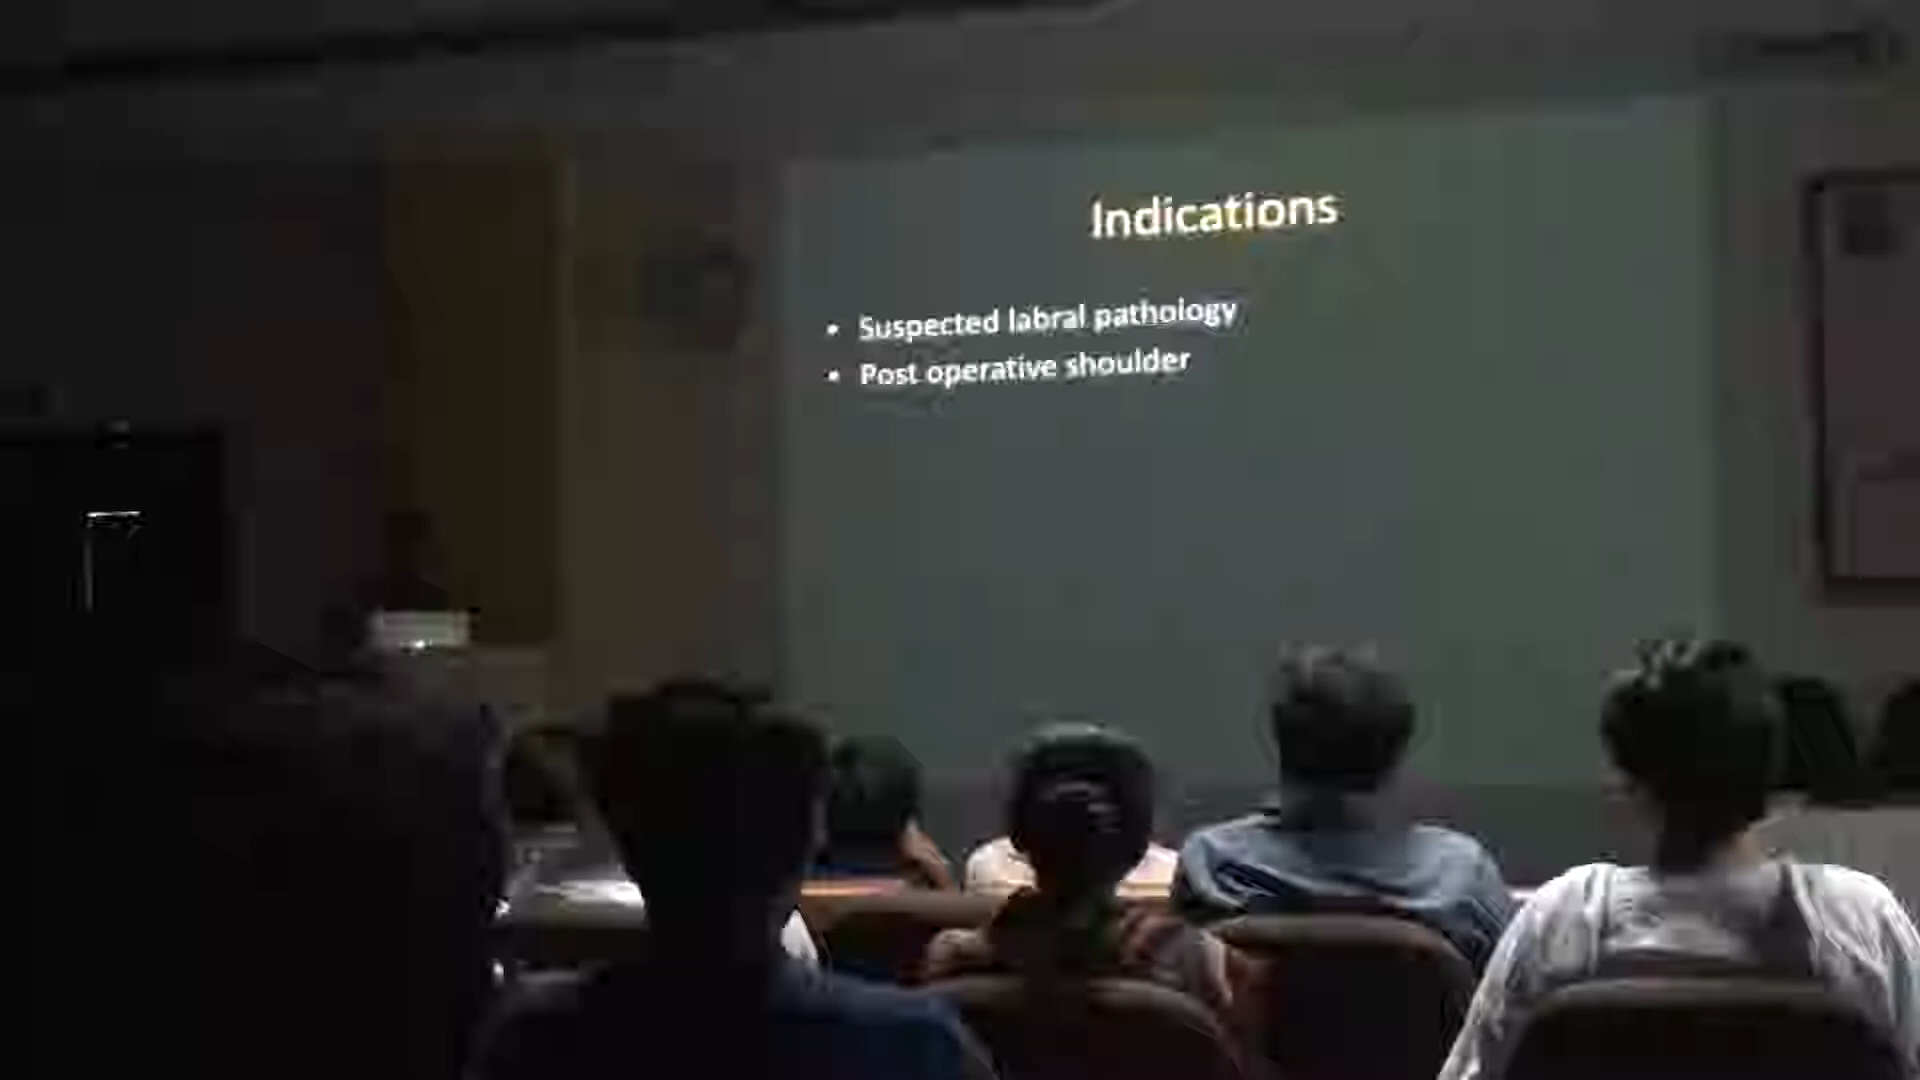 Indications
• Suspected labral pathology
• Post operative shoulder